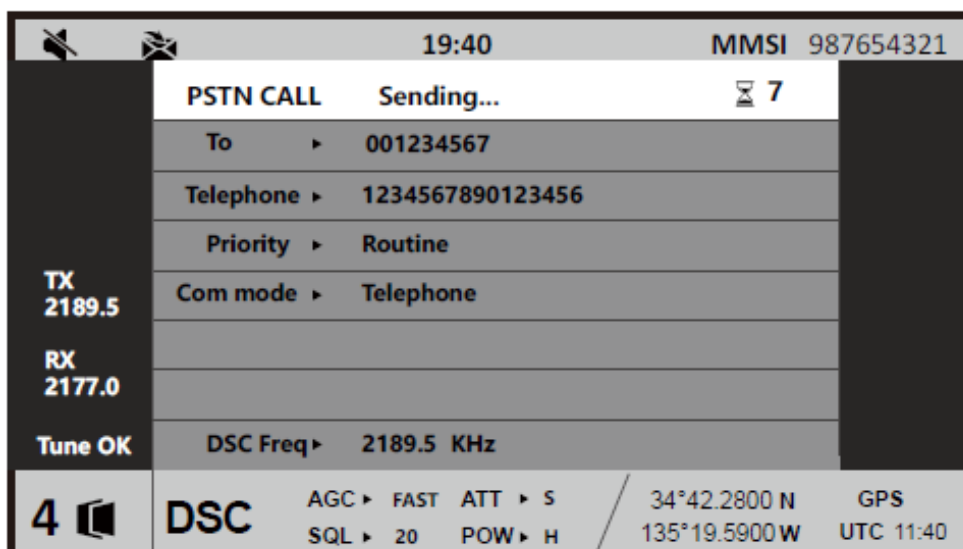 19:40 MMSI 987654321
PSTN CALL Sending... 7
To 001234567
Telephone 1234567890123456
Priority Routine
Com mode Telephone
TX
2189.5
RX
2177.0
Tune OK
DSC Freq 2189.5 KHz
4 DSC
AGC FAST ATT S
SQL 20 POW H
34°42.2800 N
135°19.5900 W
GPS
UTC 11:40